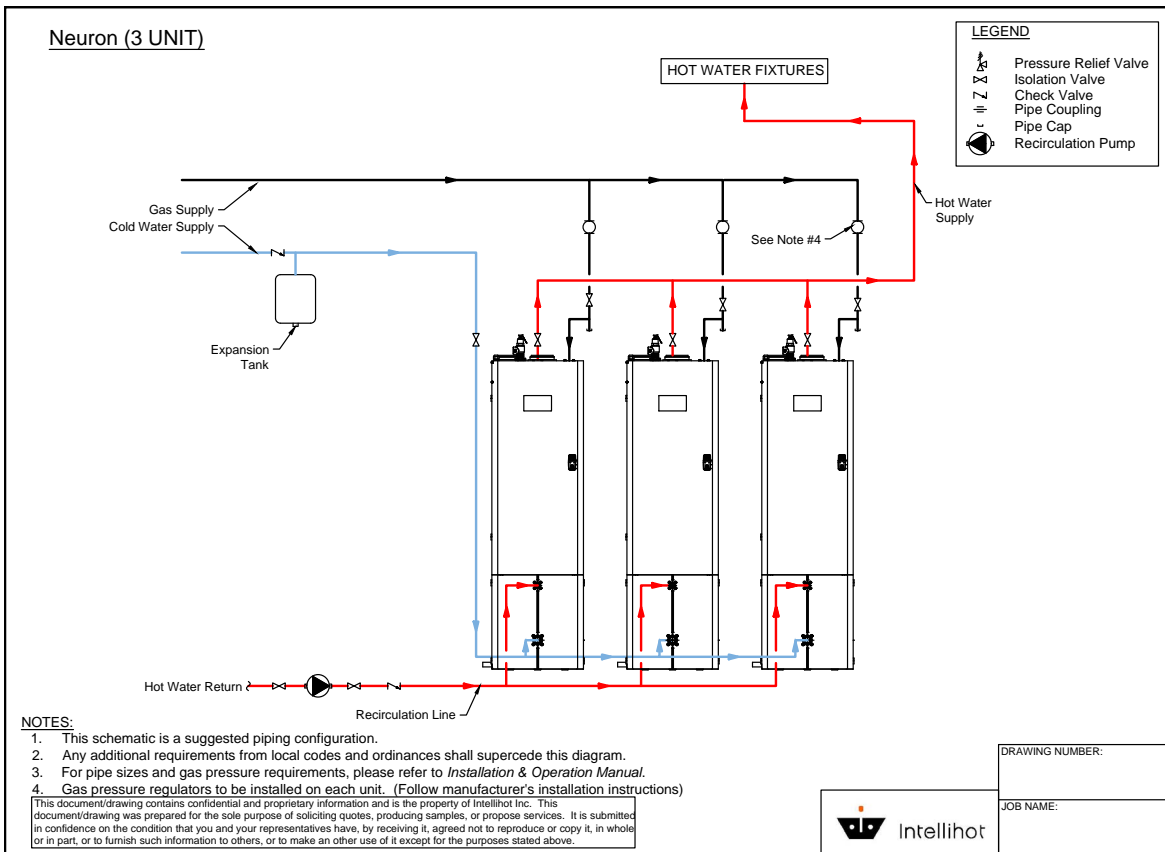 Neuron (3 UNIT)
LEGEND
Pressure Relief Valve
Isolation Valve
Check Valve
Pipe Coupling
Pipe Cap
Recirculation Pump
HOT WATER FIXTURES
Gas Supply
Cold Water Supply
See Note #4
Hot Water
Supply
Expansion
Tank
Hot Water Return
Recirculation Line
NOTES:
1. This schematic is a suggested piping configuration.
2. Any additional requirements from local codes and ordinances shall supercede this diagram.
3. For pipe sizes and gas pressure requirements, please refer to Installation & Operation Manual.
4. Gas pressure regulators to be installed on each unit. (Follow manufacturer's installation instructions)
This document/drawing contains confidential and proprietary information and is the property of Intellihot Inc. This
document/drawing was prepared for the sole purpose of soliciting quotes, producing samples, or propose services. It is submitted
in confidence on the condition that you and your representatives have, by receiving it, agreed not to reproduce or copy it, in whole
or in part, or to furnish such information to others, or to make an other use of it except for the purposes stated above.
Intellihot
DRAWING NUMBER:
JOB NAME: